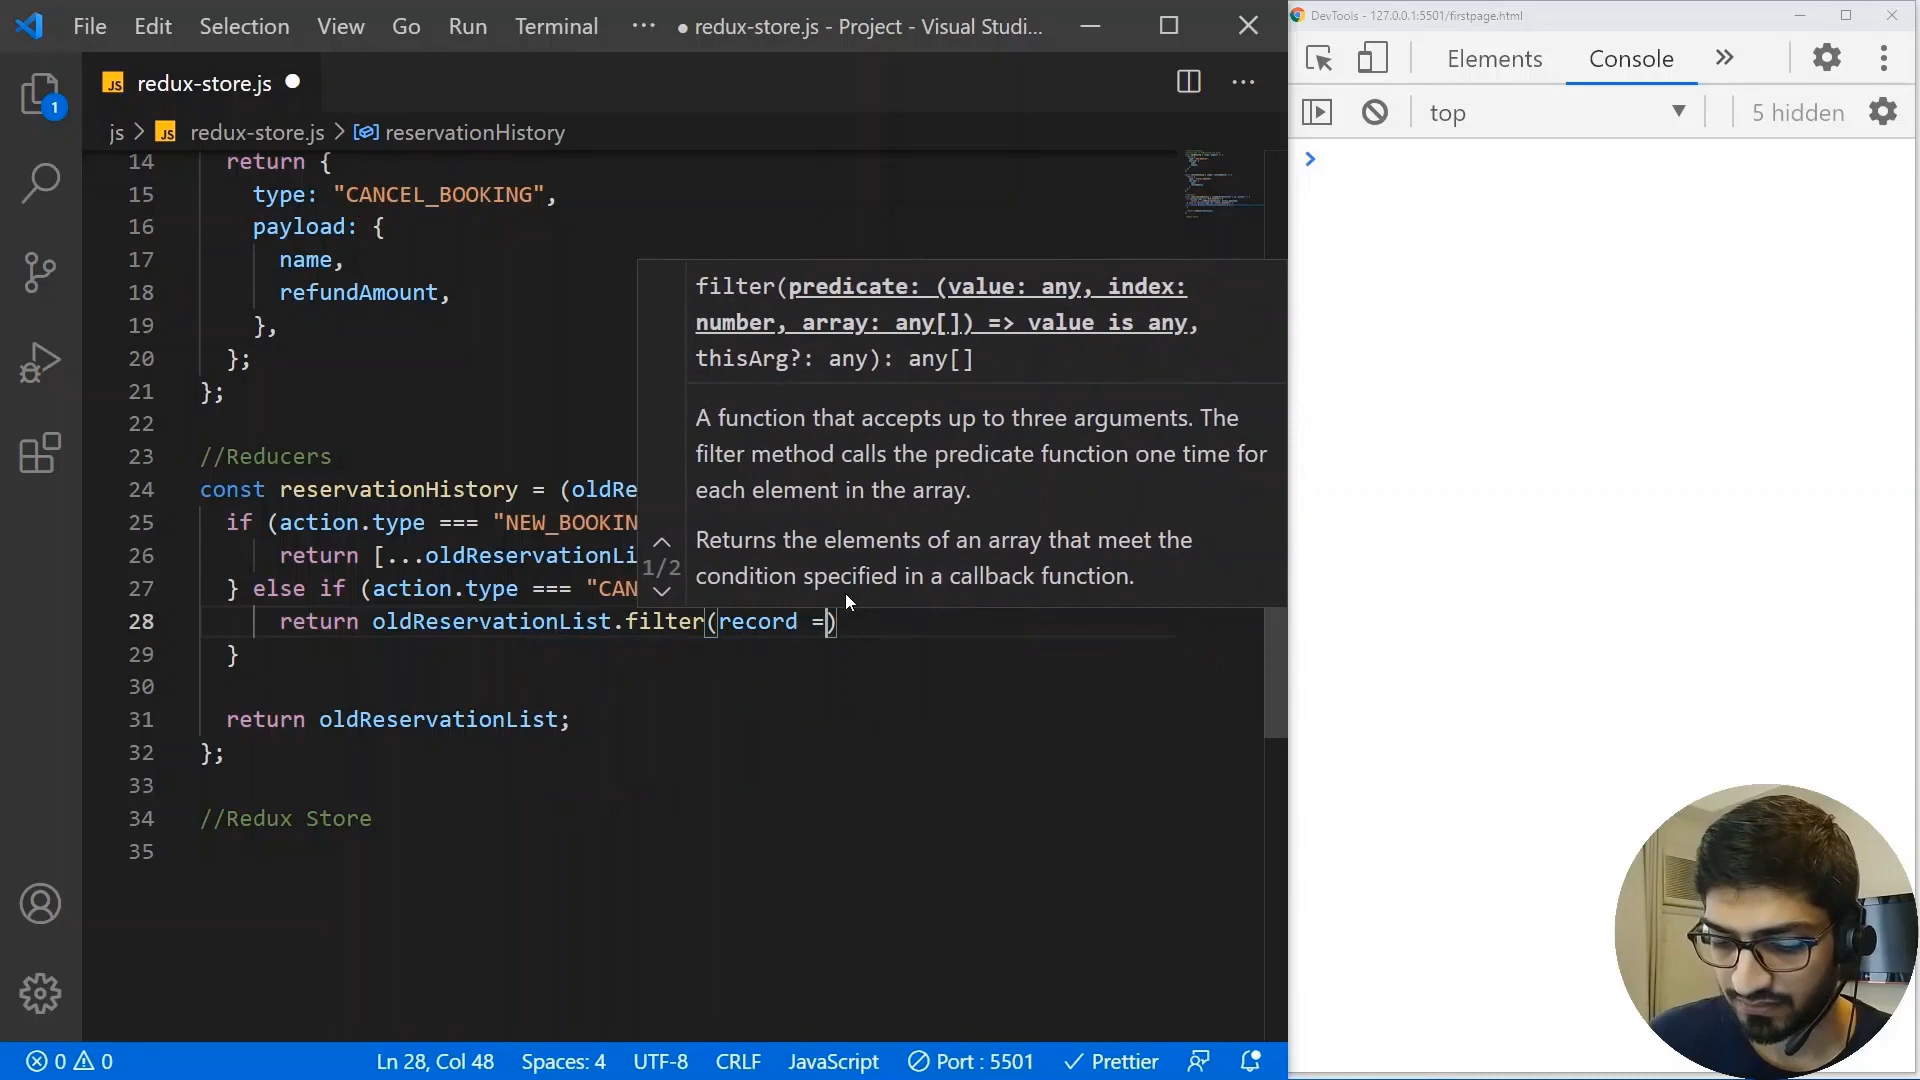 File Edit Selection View Go Run Terminal ··· ● redux-store.js - Project - Visual Studi...
DevTools - 127.0.0.1:5501/firstpage.html
JS redux-store.js
Elements Console
top 5 hidden
1
js > JS redux-store.js > reservationHistory
14 return {
15 type: "CANCEL_BOOKING",
16 payload: {
17 name,
18 refundAmount,
19 },
20 };
21 };
22
23 //Reducers
24 const reservationHistory = (oldRe
25 if (action.type === "NEW_BOOKIN
26 return [...oldReservationLi
27 } else if (action.type === "CAN
28 return oldReservationList.filter(record =)
29 }
30
31 return oldReservationList;
32 };
33
34 //Redux Store
35
filter(predicate: (value: any, index:
number, array: any[]) => value is any,
thisArg?: any): any[]
A function that accepts up to three arguments. The
filter method calls the predicate function one time for
each element in the array.
1/2
Returns the elements of an array that meet the
condition specified in a callback function.
0 0 Ln 28, Col 48 Spaces: 4 UTF-8 CRLF JavaScript Port : 5501 Prettier